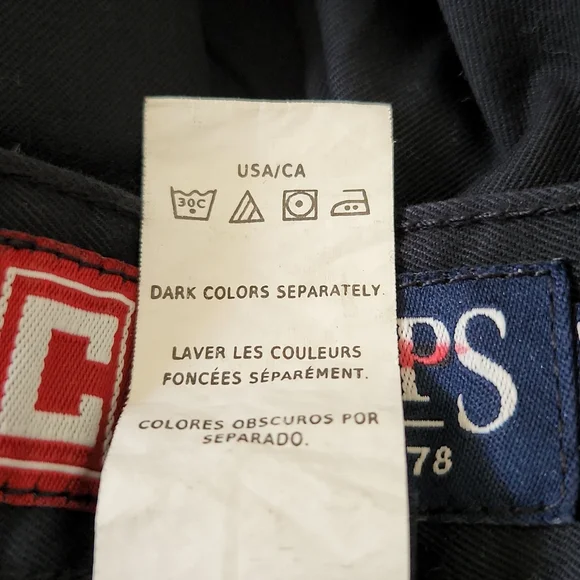 USA/CA
30C
DARK COLORS SEPARATELY
LAVER LES COULEURS
FONCÉES SÉPARÉMENT.
COLORES OBSCUROS POR
SEPARADO.
C
PS
78